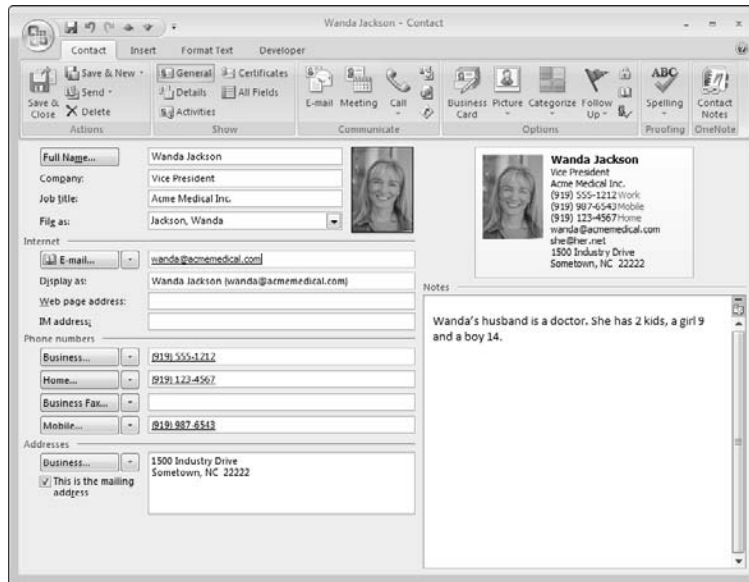 Wanda Jackson - Contact
Contact Insert Format Text Developer
Save & Close
Save & New
Send
Delete
Actions
General
Details
Activities
Certificates
All Fields
Show
E-mail Meeting Call
Communicate
Business Card
Picture
Categorize
Follow Up
Options
ABC
Spelling
Proofing
Contact Notes
OneNote
Full Name... Wanda Jackson
Company: Vice President
Job title: Acme Medical Inc.
File as: Jackson, Wanda
Internet
E-mail... wanda@acmemedical.com
Display as: Wanda Jackson (wanda@acmemedical.com)
Web page address:
IM address:
Phone numbers
Business... (919) 555-1212
Home... (919) 123-4567
Business Fax...
Mobile... (919) 987-6543
Addresses
Business... 1500 Industry Drive
Sometown, NC 22222
This is the mailing
address
Wanda Jackson
Vice President
Acme Medical Inc.
(919) 555-1212 Work
(919) 987-6543 Mobile
(919) 123-4567 Home
wanda@acmemedical.com
she@her.net
1500 Industry Drive
Sometown, NC 22222
Notes
Wanda's husband is a doctor. She has 2 kids, a girl 9
and a boy 14.